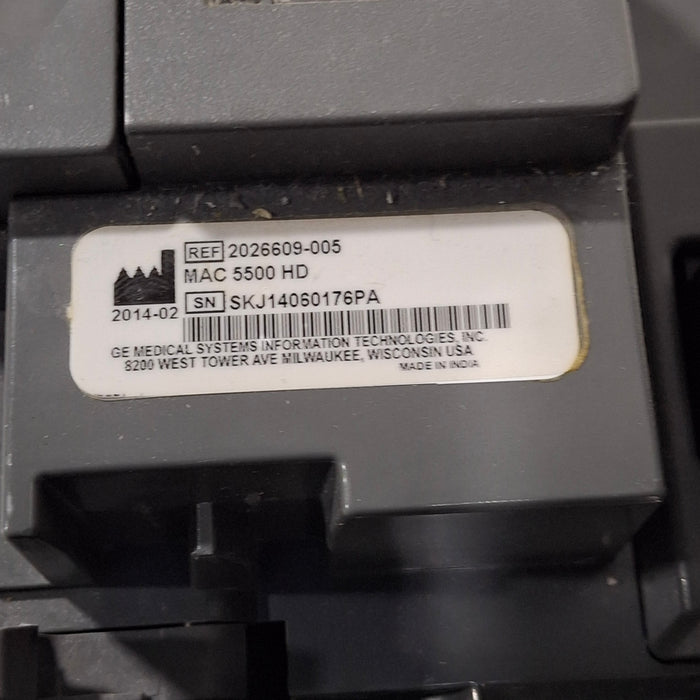 REF 2026609-005
MAC 5500 HD
2014-02 SN SKJ14060176PA
GE MEDICAL SYSTEMS INFORMATION TECHNOLOGIES, INC.
8200 WEST TOWER AVE MILWAUKEE, WISCONSIN USA
MADE IN INDIA